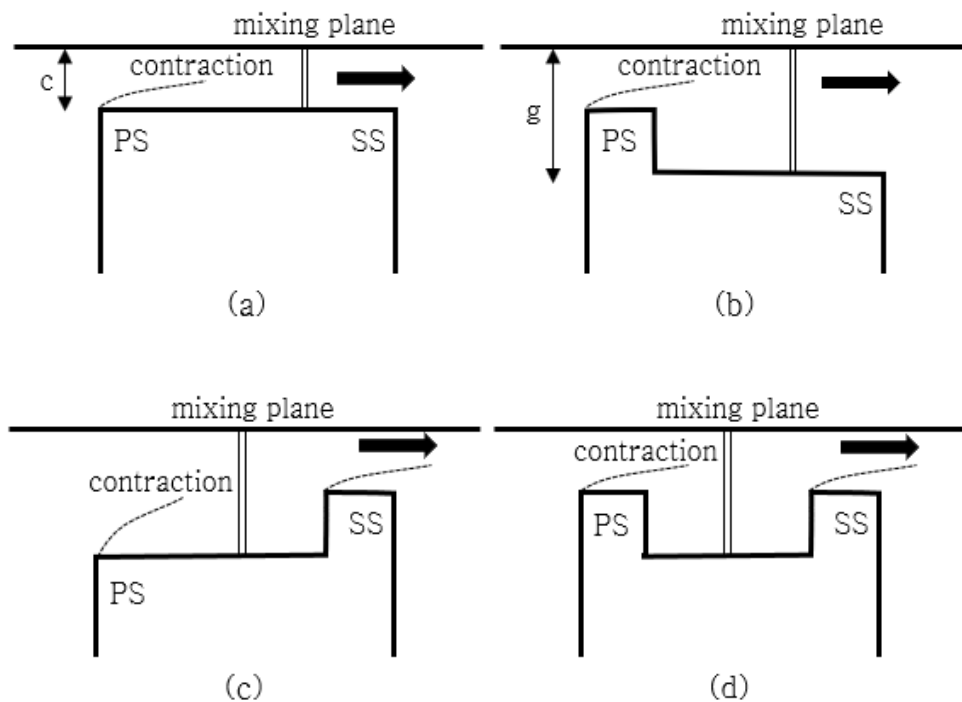 mixing plane
contraction
c
PS
SS
(a)
mixing plane
contraction
g
PS
SS
(b)
mixing plane
contraction
SS
PS
(c)
mixing plane
contraction
PS
SS
(d)